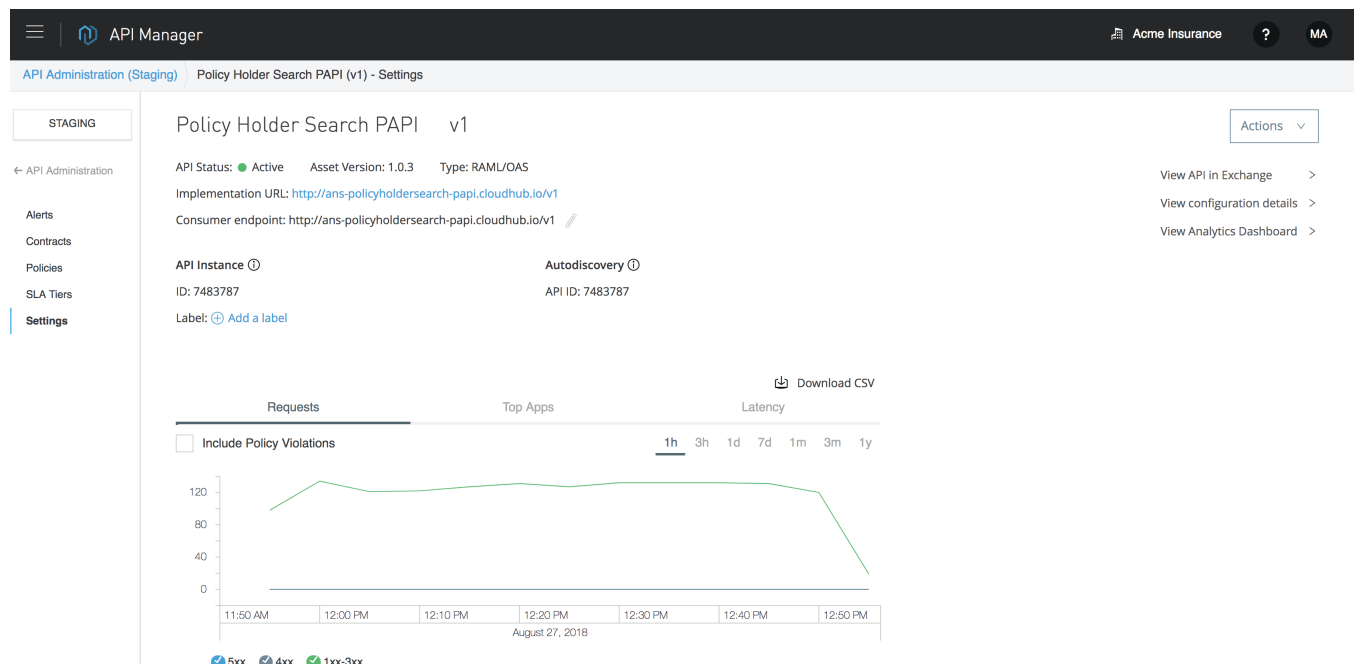 API Manager
Acme Insurance
?
MA
API Administration (Staging)
Policy Holder Search PAPI (v1) - Settings
STAGING
← API Administration
Alerts
Contracts
Policies
SLA Tiers
Settings
Policy Holder Search PAPI v1
Actions
API Status: Active Asset Version: 1.0.3 Type: RAML/OAS
Implementation URL: http://ans-policyholdersearch-papi.cloudhub.io/v1
Consumer endpoint: http://ans-policyholdersearch-papi.cloudhub.io/v1
View API in Exchange >
View configuration details >
View Analytics Dashboard >
API Instance
ID: 7483787
Label: Add a label
Autodiscovery
API ID: 7483787
Download CSV
Requests Top Apps Latency
Include Policy Violations
1h 3h 1d 7d 1m 3m 1y
120
80
40
0
11:50 AM 12:00 PM 12:10 PM 12:20 PM 12:30 PM 12:40 PM 12:50 PM
August 27, 2018
5xx 4xx 1xx-3xx